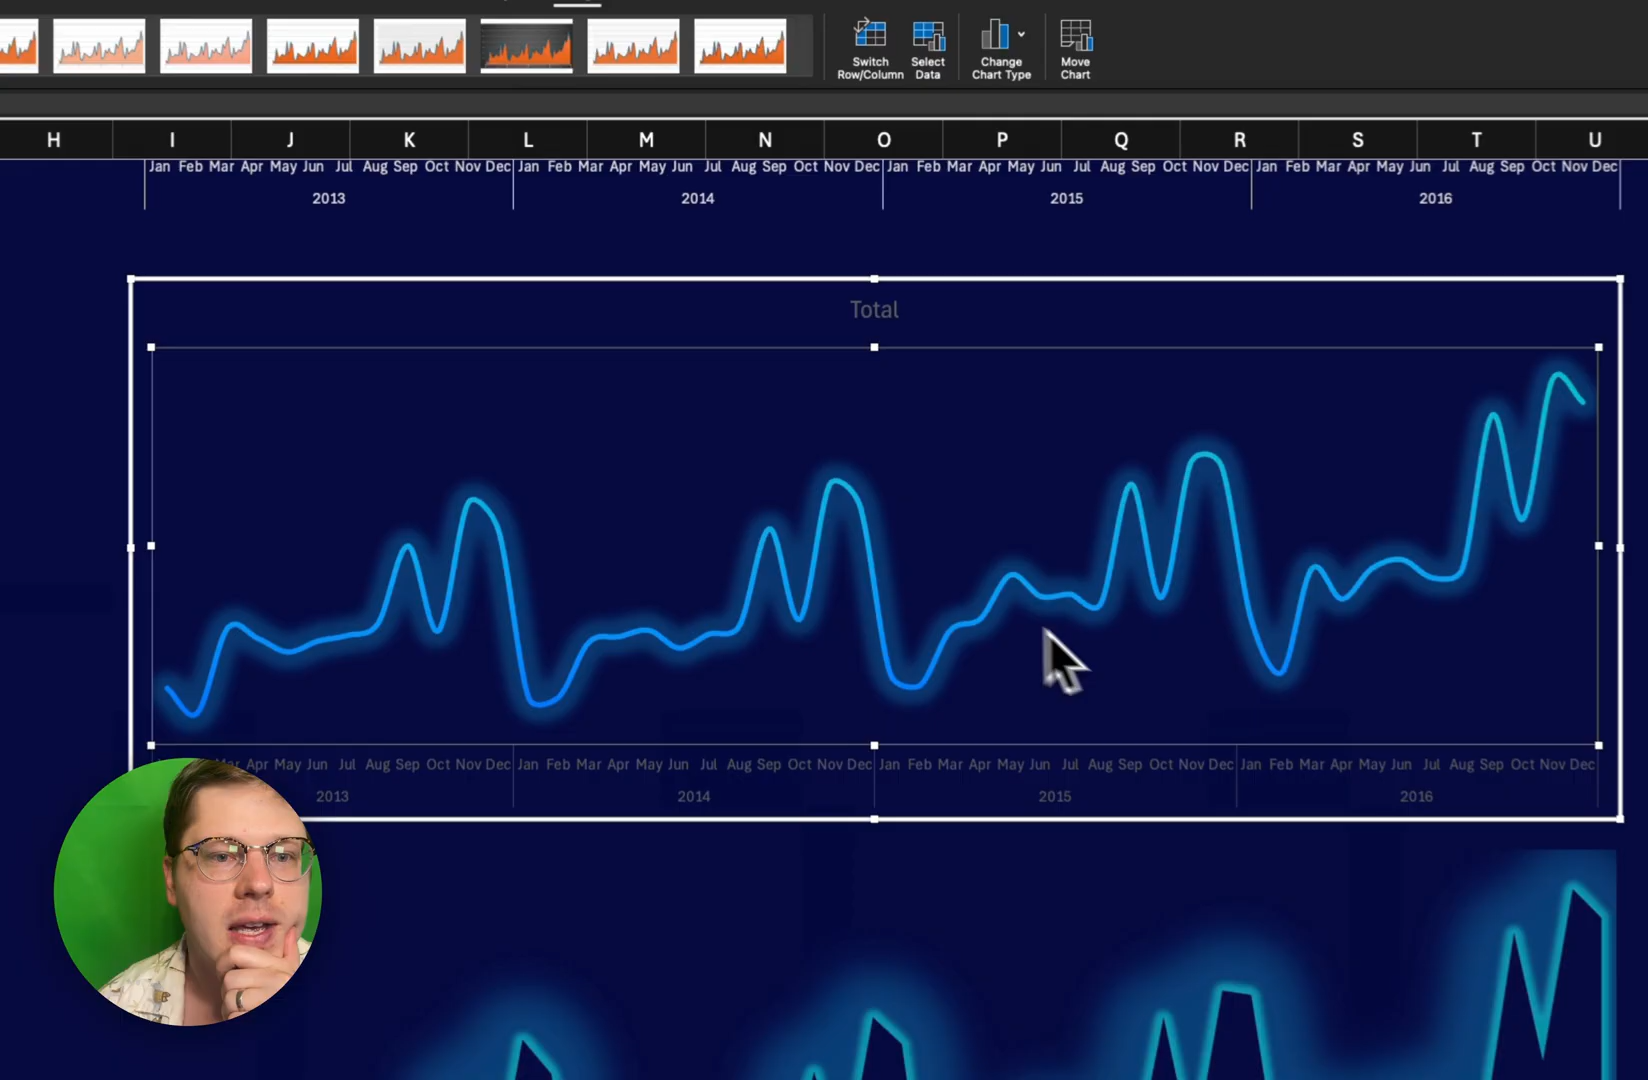 Switch
Row/Column
Select
Data
Change
Chart Type
Move
Chart
H I J K L M N O P Q R S T U
Jan Feb Mar Apr May Jun Jul Aug Sep Oct Nov Dec Jan Feb Mar Apr May Jun Jul Aug Sep Oct Nov Dec Jan Feb Mar Apr May Jun Jul Aug Sep Oct Nov Dec Jan Feb Mar Apr May Jun Jul Aug Sep Oct Nov Dec
2013 2014 2015 2016
Total
Mar Apr May Jun Jul Aug Sep Oct Nov Dec Jan Feb Mar Apr May Jun Jul Aug Sep Oct Nov Dec Jan Feb Mar Apr May Jun Jul Aug Sep Oct Nov Dec Jan Feb Mar Apr May Jun Jul Aug Sep Oct Nov Dec
2013 2014 2015 2016